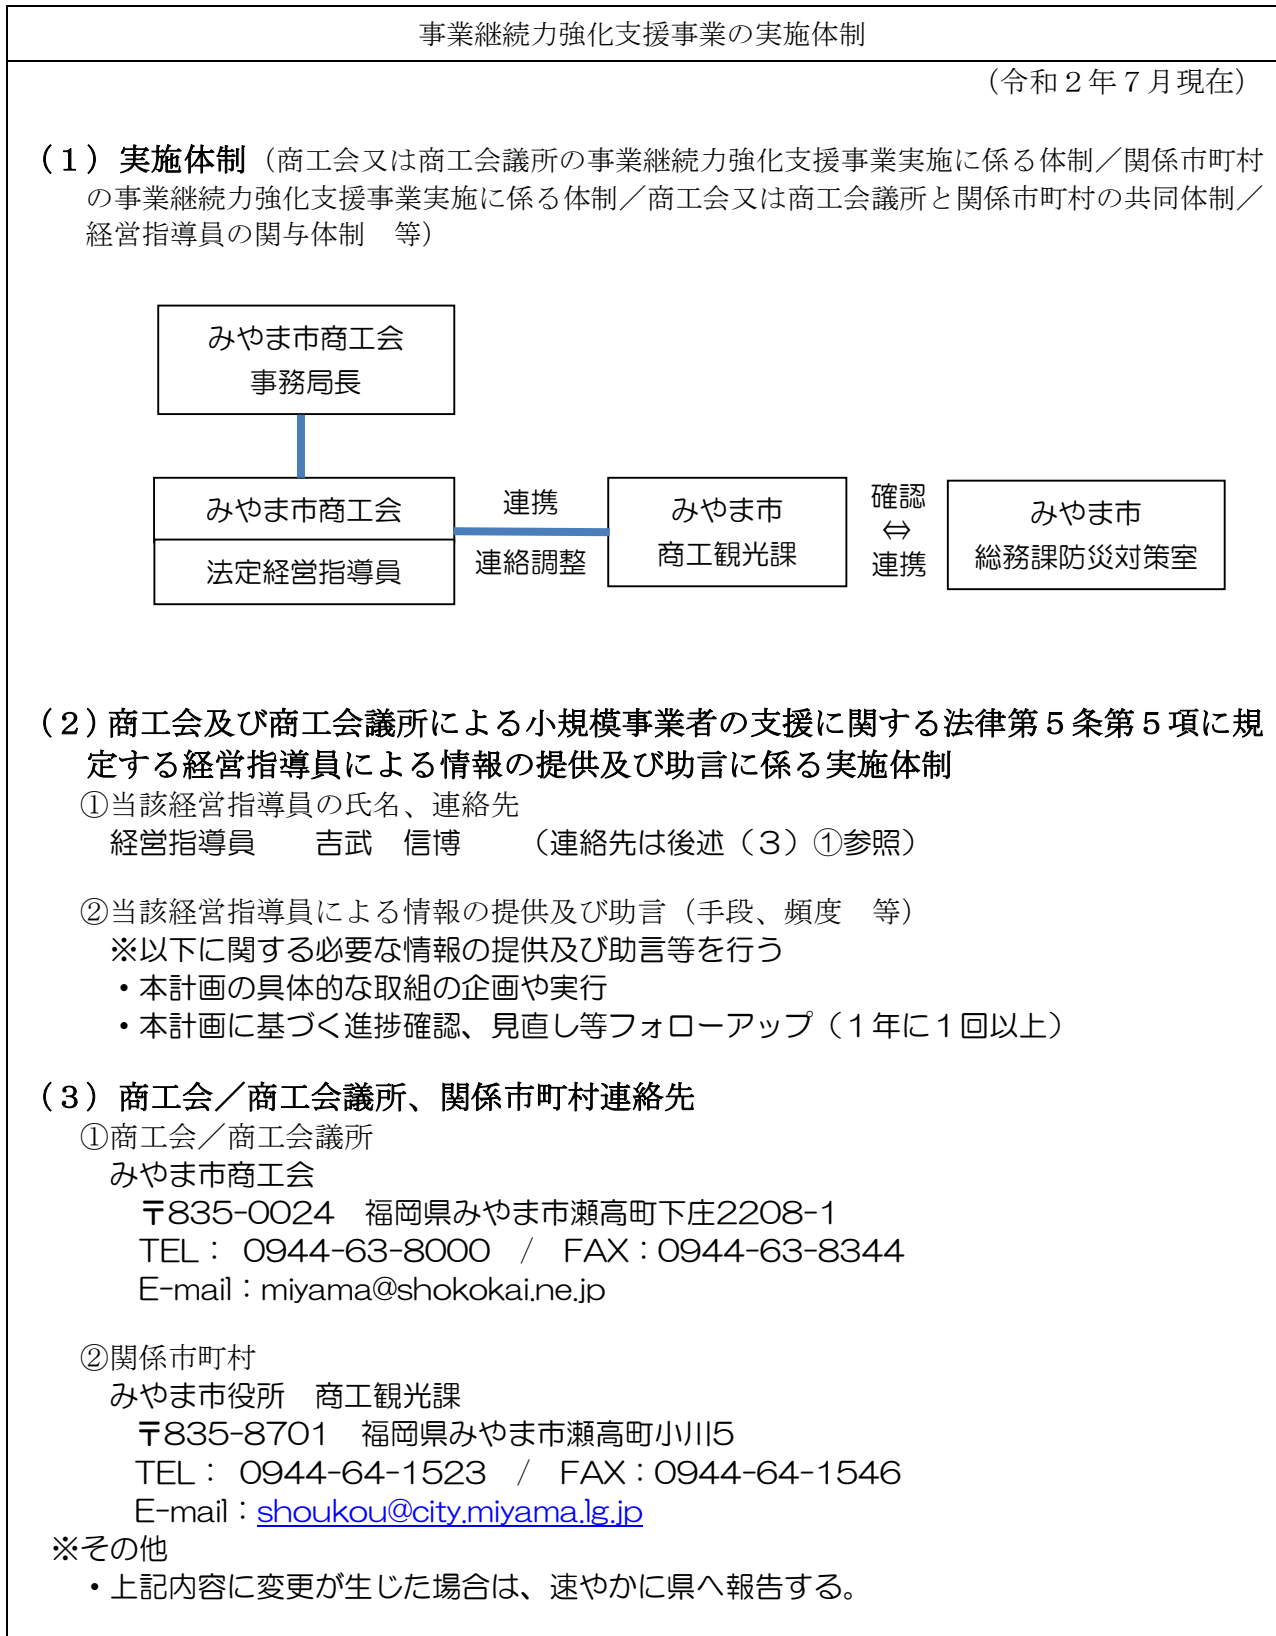 事業継続力強化支援事業の実施体制
（令和２年７月現在）
（１）実施体制（商工会又は商工会議所の事業継続力強化支援事業実施に係る体制／関係市町村
の事業継続力強化支援事業実施に係る体制／商工会又は商工会議所と関係市町村の共同体制／
経営指導員の関与体制　等）
みやま市商工会
事務局長
みやま市商工会
法定経営指導員
連携
連絡調整
みやま市
商工観光課
確認
⇔
連携
みやま市
総務課防災対策室
（２）商工会及び商工会議所による小規模事業者の支援に関する法律第５条第５項に規
定する経営指導員による情報の提供及び助言に係る実施体制
①当該経営指導員の氏名、連絡先
経営指導員　　吉武　信博　　（連絡先は後述（３）①参照）
②当該経営指導員による情報の提供及び助言（手段、頻度　等）
※以下に関する必要な情報の提供及び助言等を行う
・本計画の具体的な取組の企画や実行
・本計画に基づく進捗確認、見直し等フォローアップ（１年に１回以上）
（３）商工会／商工会議所、関係市町村連絡先
①商工会／商工会議所
みやま市商工会
〒835-0024　福岡県みやま市瀬高町下庄2208-1
TEL： 0944-63-8000　/　FAX：0944-63-8344
E-mail：miyama@shokokai.ne.jp
②関係市町村
みやま市役所　商工観光課
〒835-8701　福岡県みやま市瀬高町小川5
TEL： 0944-64-1523　/　FAX：0944-64-1546
E-mail：shoukou@city.miyama.lg.jp
※その他
・上記内容に変更が生じた場合は、速やかに県へ報告する。